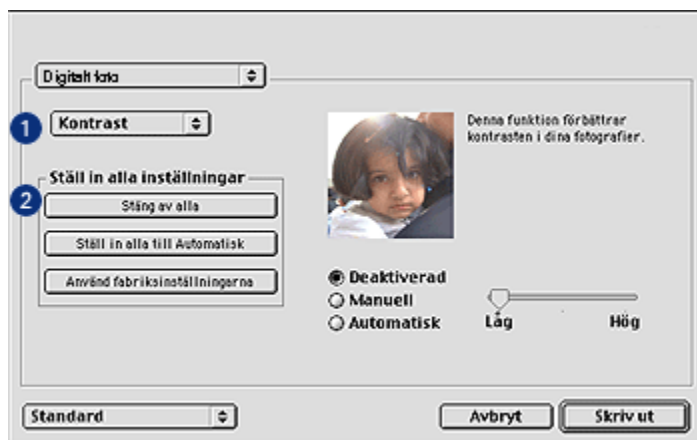 Digitalt foto
1
Kontrast
Denna funktion förbättrar
kontrasten i dina fotografier.
Ställ in alla inställningar
2
Stäng av alla
Ställ in alla till Automatisk
Använd fabriksinställningarna
Deaktiverad
Manuell
Automatisk
Låg
Hög
Standard
Avbryt
Skriv ut